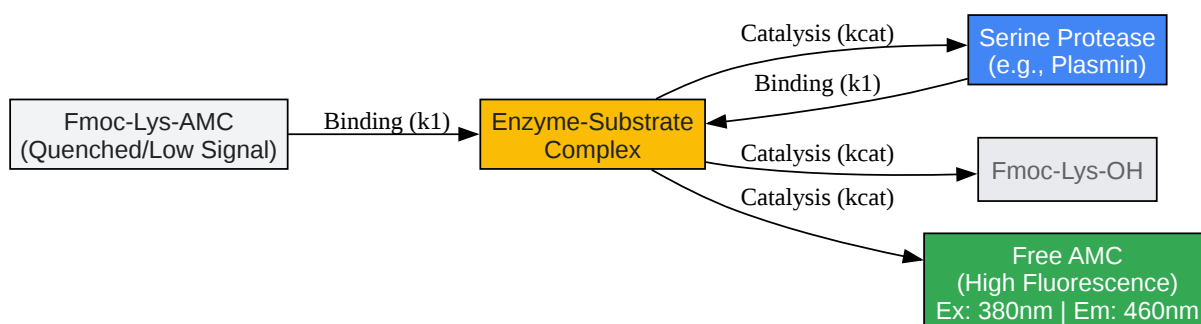 Fmoc-Lys-AMC
(Quenched/Low Signal)
Binding (k1)
Enzyme-Substrate
Complex
Catalysis (kcat)
Binding (k1)
Catalysis (kcat)
Catalysis (kcat)
Serine Protease
(e.g., Plasmin)
Fmoc-Lys-OH
Free AMC
(High Fluorescence)
Ex: 380nm | Em: 460nm